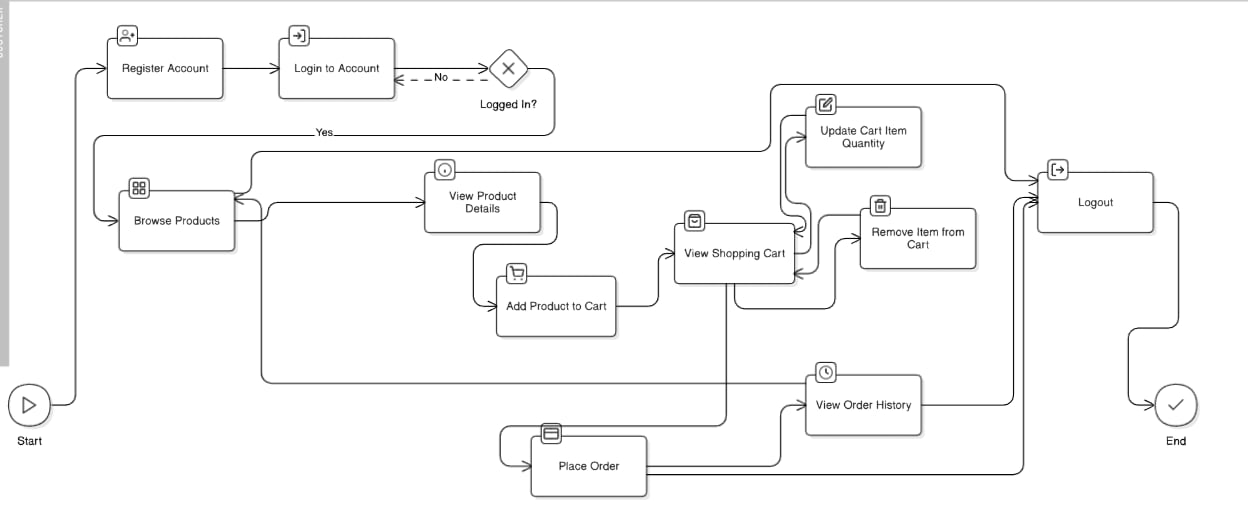 Register Account
Login to Account
No
Logged In?
Yes
Update Cart Item
Quantity
View Product
Details
Browse Products
Logout
View Shopping Cart
Remove Item from
Cart
Add Product to Cart
View Order History
Start
End
Place Order